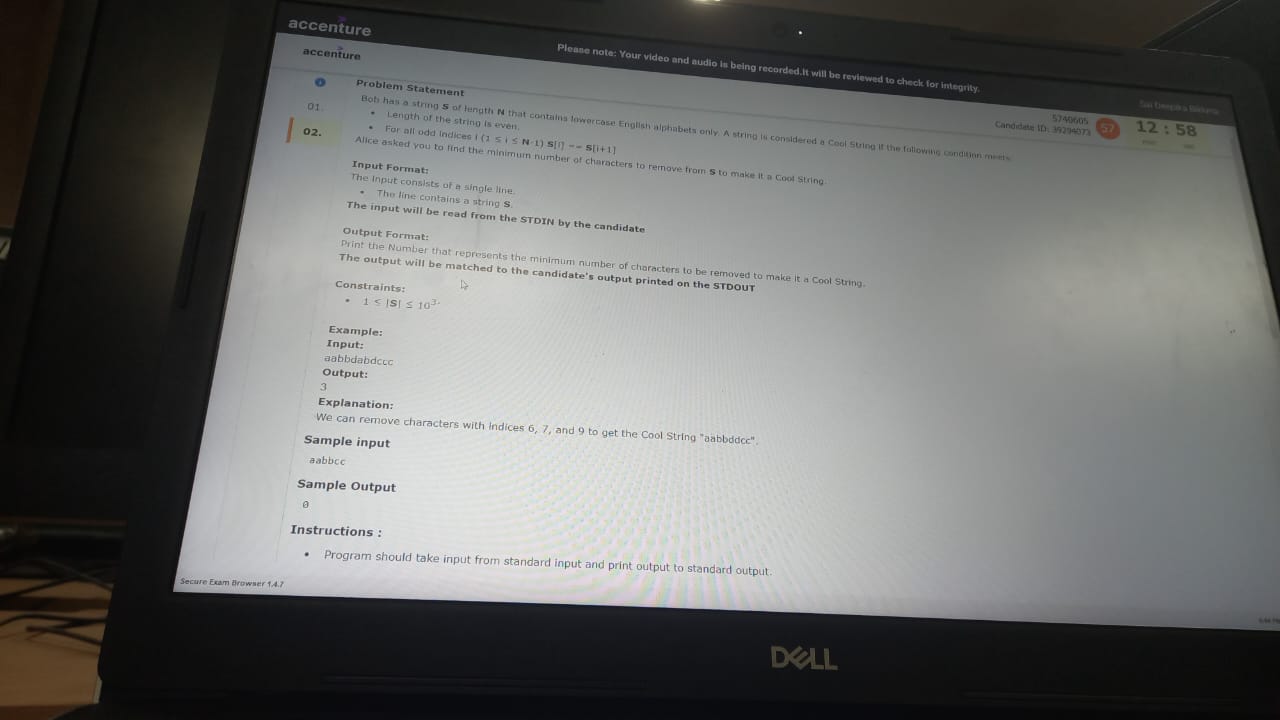 accenture
Please note: Your video and audio is being recorded.It will be reviewed to check for integrity.
accenture
5740605
Candidate ID: 39294073
57
12 : 58
Problem Statement
01.
02.
Bob has a string S of length N that contains lowercase English alphabets only. A string is considered a Cool String if the following condition meets:
• Length of the string is even.
• For all odd indices i (1 ≤ i ≤ N-1) S[i] == S[i+1]
Alice asked you to find the minimum number of characters to remove from S to make it a Cool String.
Input Format:
The input consists of a single line.
• The line contains a string S.
The input will be read from the STDIN by the candidate
Output Format:
Print the Number that represents the minimum number of characters to be removed to make it a Cool String.
The output will be matched to the candidate's output printed on the STDOUT
Constraints:
• 1 ≤ |S| ≤ 10³.
Example:
Input:
aabbdabdccc
Output:
3
Explanation:
We can remove characters with indices 6, 7, and 9 to get the Cool String "aabbddcc".
Sample input
aabbcc
Sample Output
0
Instructions :
• Program should take input from standard input and print output to standard output.
Secure Exam Browser 1.4.7
DELL